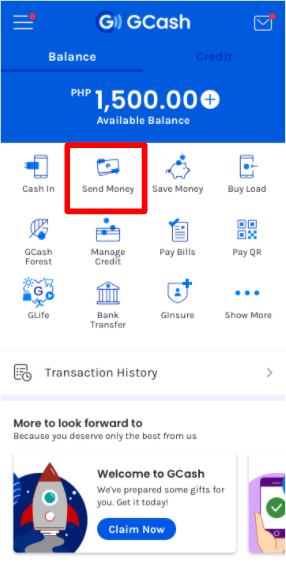 G) GCash
Balance Credit
PHP 1,500.00
Available Balance
Cash In Send Money Save Money Buy Load
GCash Forest Manage Credit Pay Bills Pay QR
GLife Bank Transfer GInsure Show More
Transaction History
More to look forward to
Because you deserve only the best from us
Welcome to GCash
We've prepared some gifts for
you. Get it today!
Claim Now